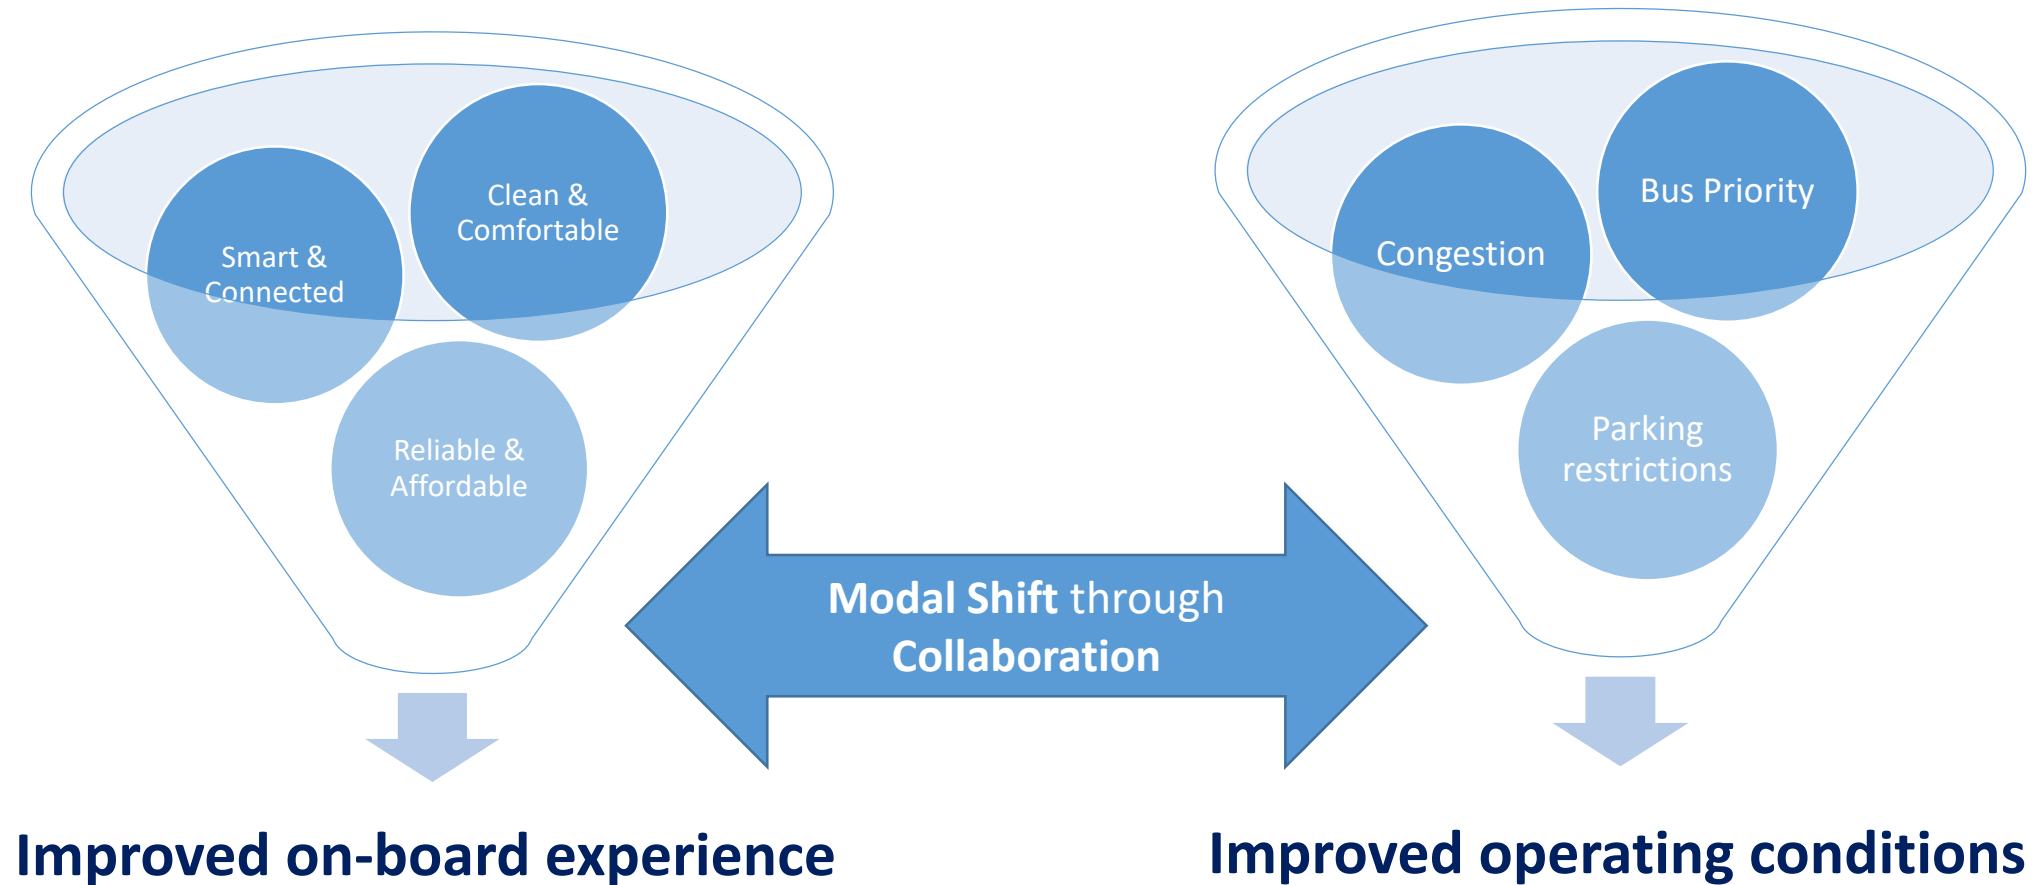 Clean &
Comfortable
Smart &
Connected
Reliable &
Affordable
Bus Priority
Congestion
Parking
restrictions
Modal Shift through
Collaboration
Improved on-board experience
Improved operating conditions